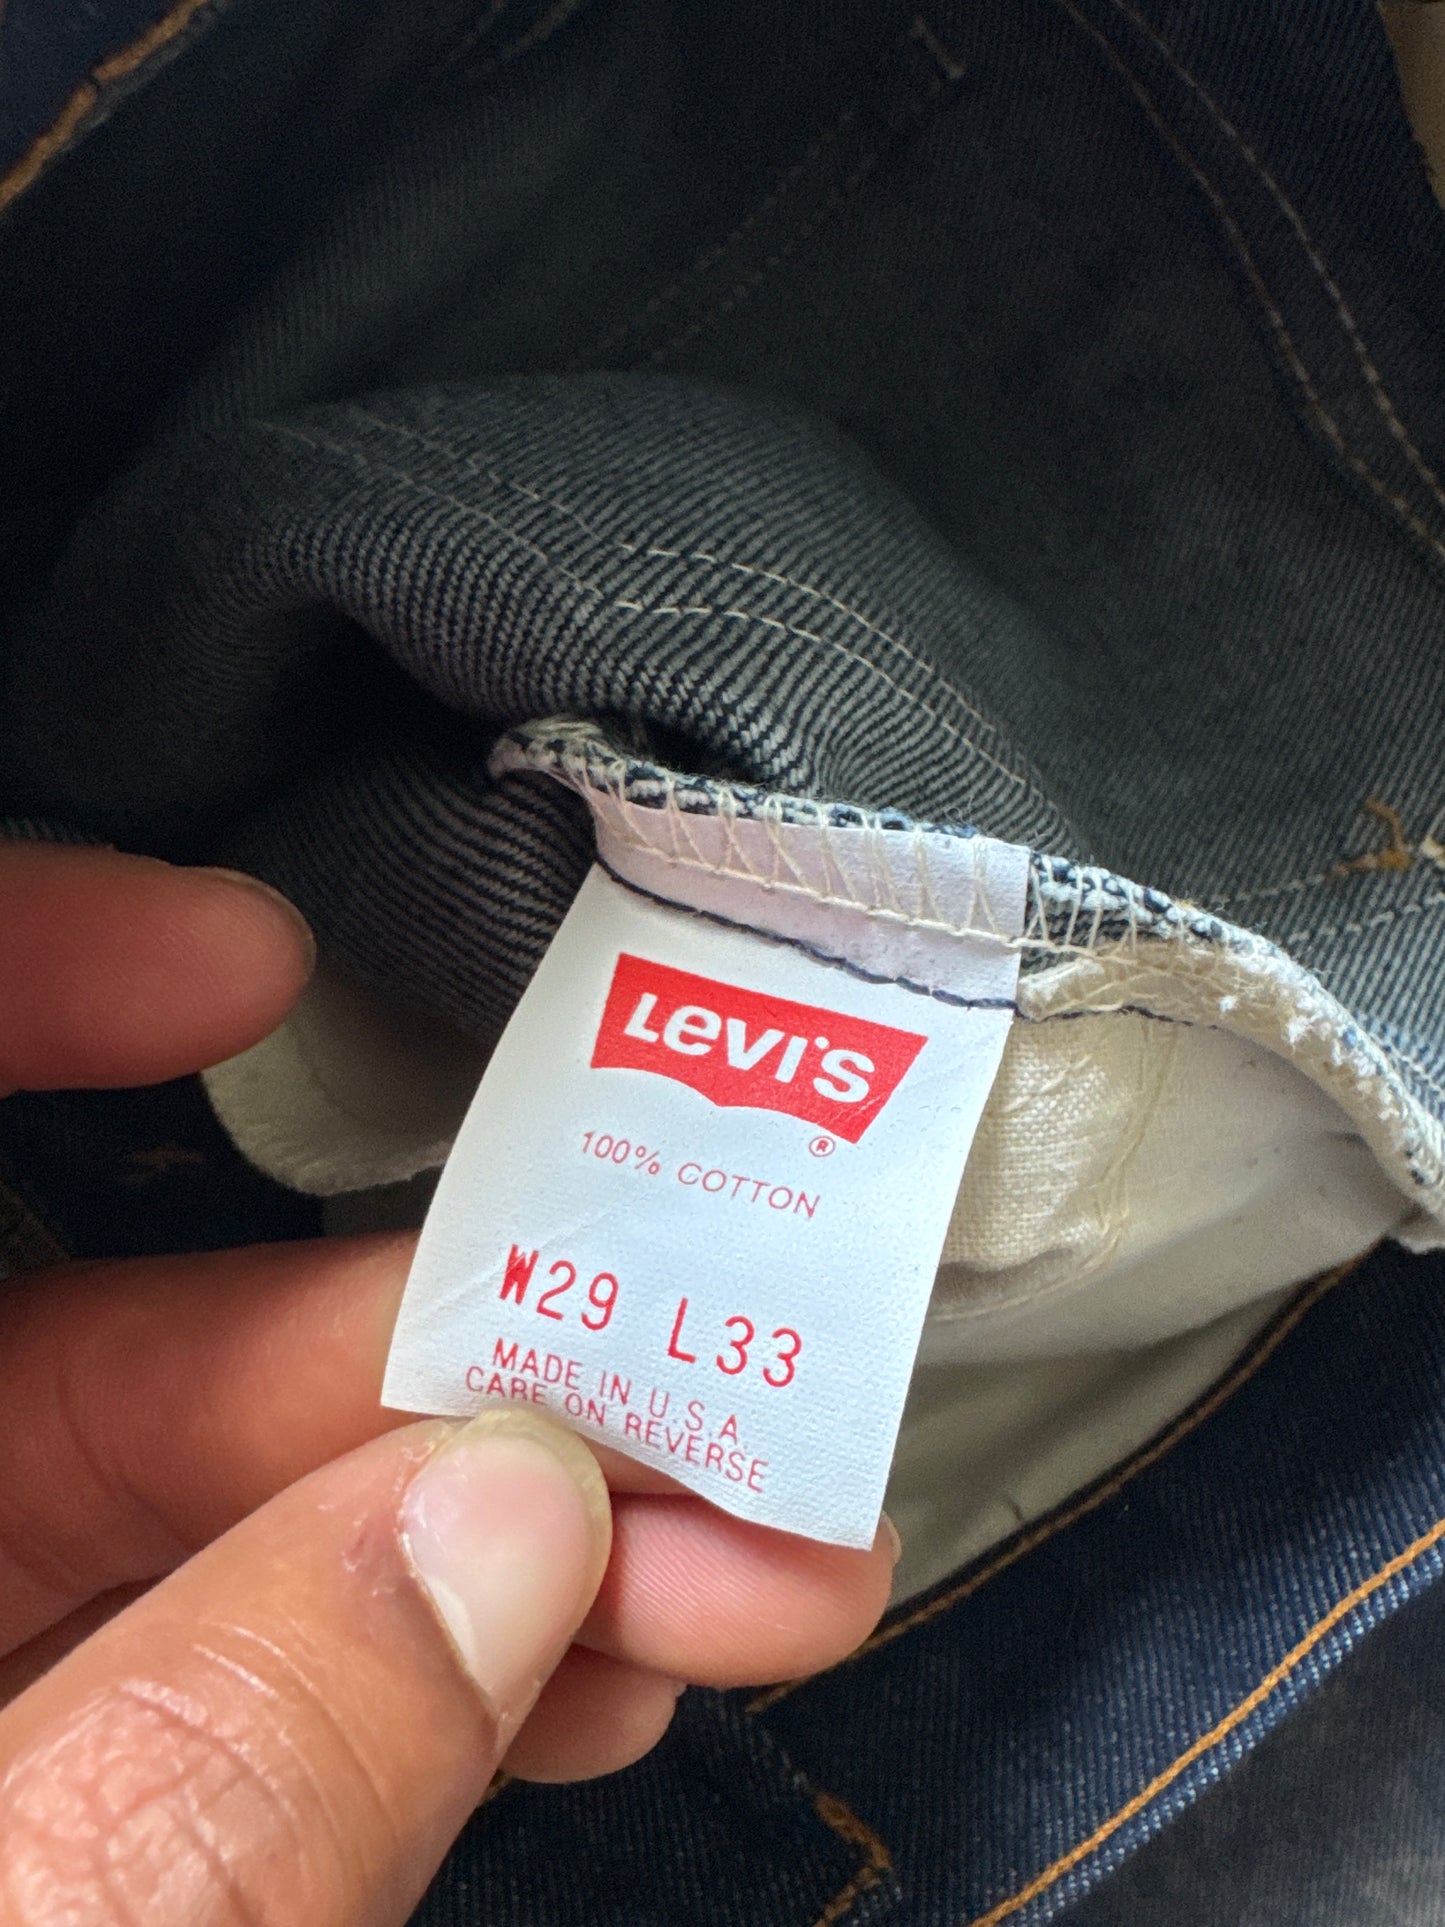 Levi's
®
100% COTTON
W29 L33
MADE IN U.S.A.
CARE ON REVERSE